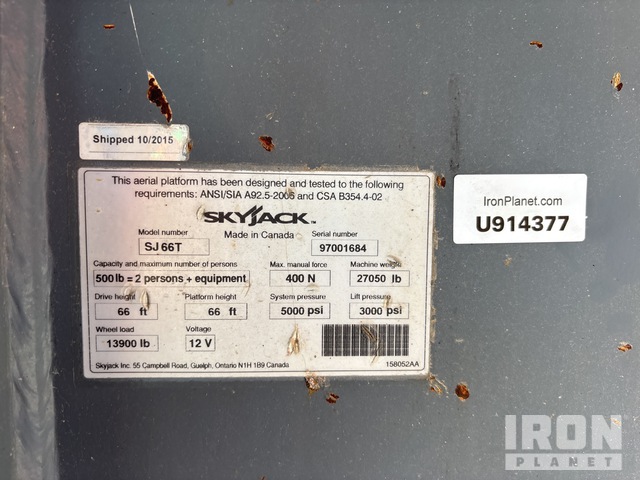 Shipped 10/2015
This aerial platform has been designed and tested to the following
requirements: ANSI/SIA A92.5-2006 and CSA B354.4-02
SKYJACK™
Made in Canada
Model number
SJ 66T
Serial number
97001684
Capacity and maximum number of persons
500 lb = 2 persons + equipment
Max. manual force
400 N
Machine weight
27050 lb
Drive height
66 ft
Platform height
66 ft
System pressure
5000 psi
Lift pressure
3000 psi
Wheel load
13900 lb
Voltage
12 V
Skyjack Inc. 55 Campbell Road, Guelph, Ontario N1H 1B9 Canada
158052AA
IronPlanet.com
U914377
IRON
PLANET